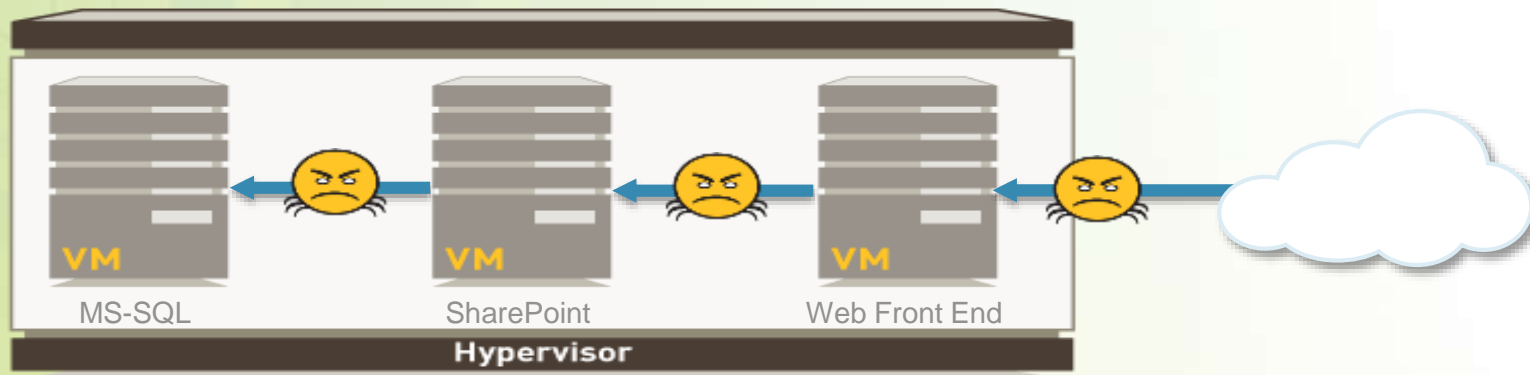 VM
VM
VM
MS-SQL
SharePoint
Web Front End
Hypervisor